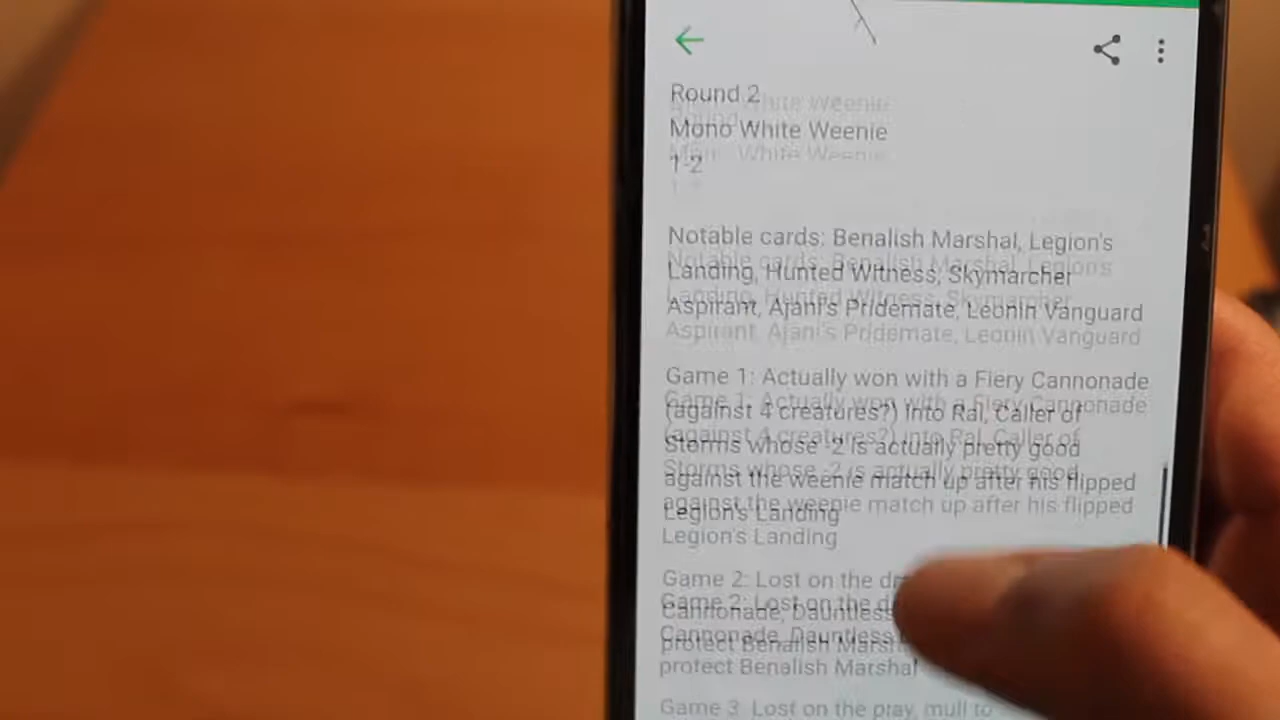 Round 2
Mono White Weenie
1-2
Notable cards: Benalish Marshal, Legion's
Landing, Hunted Witness, Skymarcher
Aspirant, Ajani's Pridemate, Leonin Vanguard
Game 1: Actually won with a Fiery Cannonade
(against 4 creatures?) into Ral, Caller of
Storms whose -2 is actually pretty good
against the weenie match up after his flipped
Legion's Landing
Game 2: Lost on the
Cannonade, Dauntless
protect Benalish Marshal
Game 3: Lost on the pray, mull to